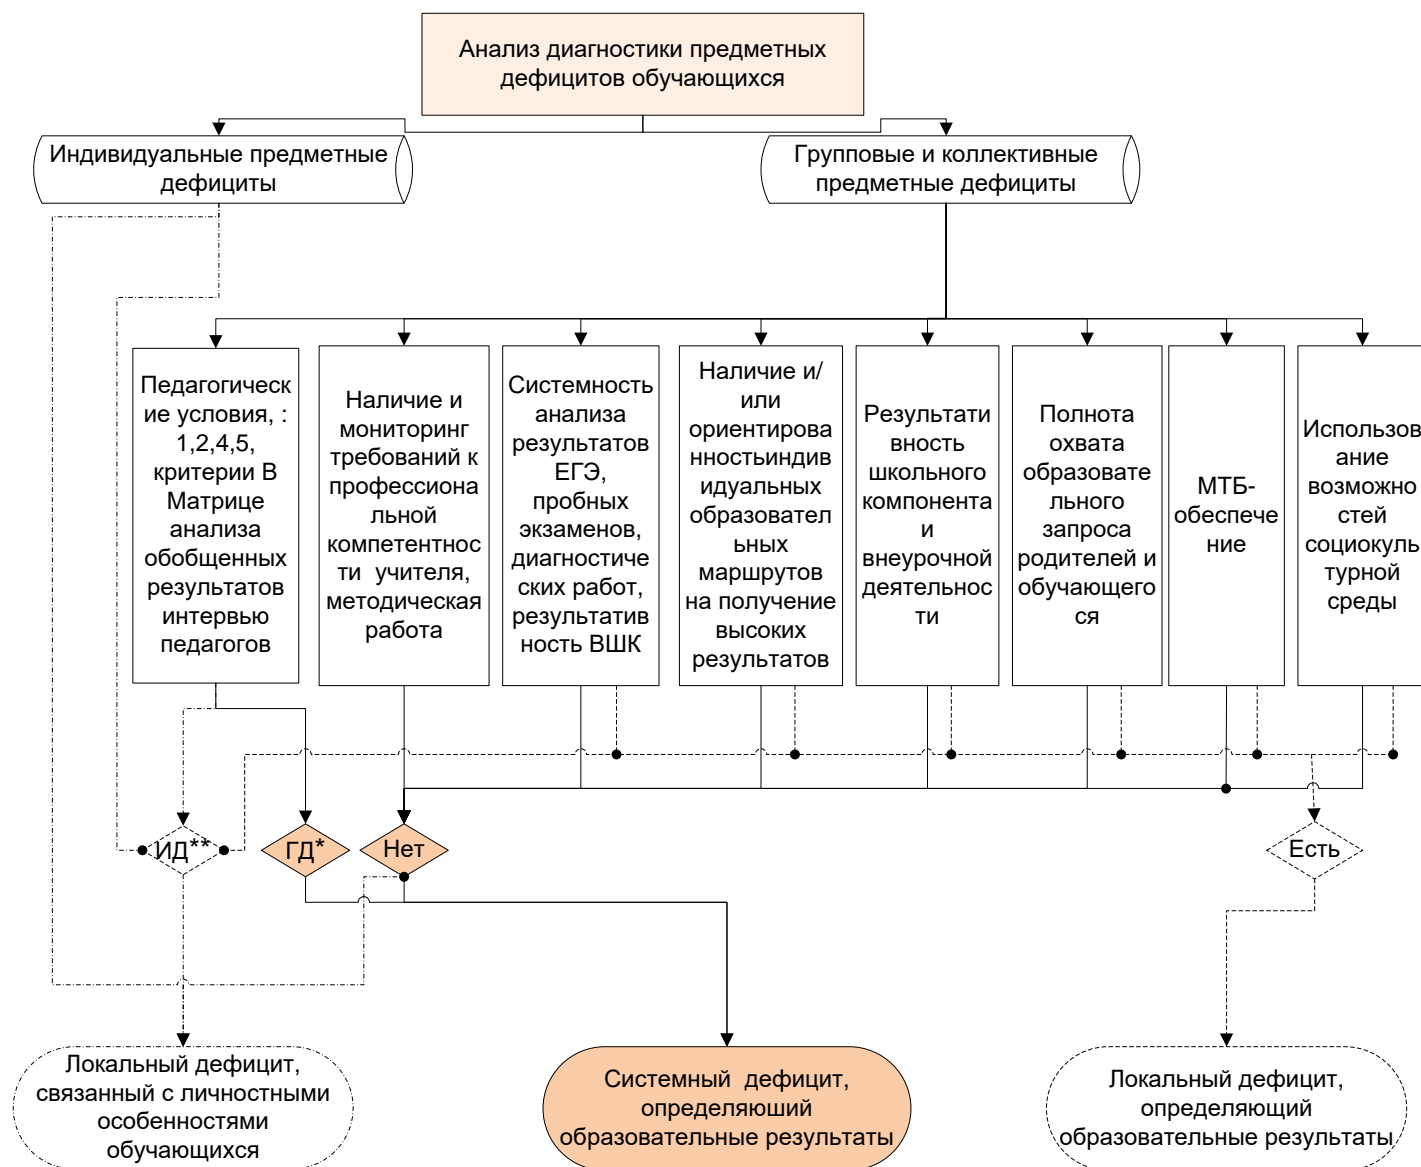 Анализ диагностики предметных
дефицитов обучающихся
Индивидуальные предметные
дефициты
Групповые и коллективные
предметные дефициты
Педагогическ
ие условия, :
1,2,4,5,
критерии В
Матрице
анализа
обобщенных
результатов
интервью
педагогов
Наличие и
мониторинг
требований к
профессиона
льной
компетентнос
ти учителя,
методическая
работа
Системность
анализа
результатов
ЕГЭ,
пробных
экзаменов,
диагностиче
ских работ,
результатив
ность ВШК
Наличие и/
или
ориентирова
нностьиндив
идуальных
образовател
ьных
маршрутов
на получение
высоких
результатов
Результати
вность
школьного
компонента
и
внеурочной
деятельнос
ти
Полнота
охвата
образовате
льного
запроса
родителей и
обучающего
ся
МТБ-
обеспече
ние
Использов
ание
возможно
стей
социокуль
турной
среды
ИД**
ГД*
Нет
Есть
Локальный дефицит,
связанный с личностными
особенностями
обучающихся
Системный дефицит,
определяюший
образовательные результаты
Локальный дефицит,
определяющий
образовательные результаты